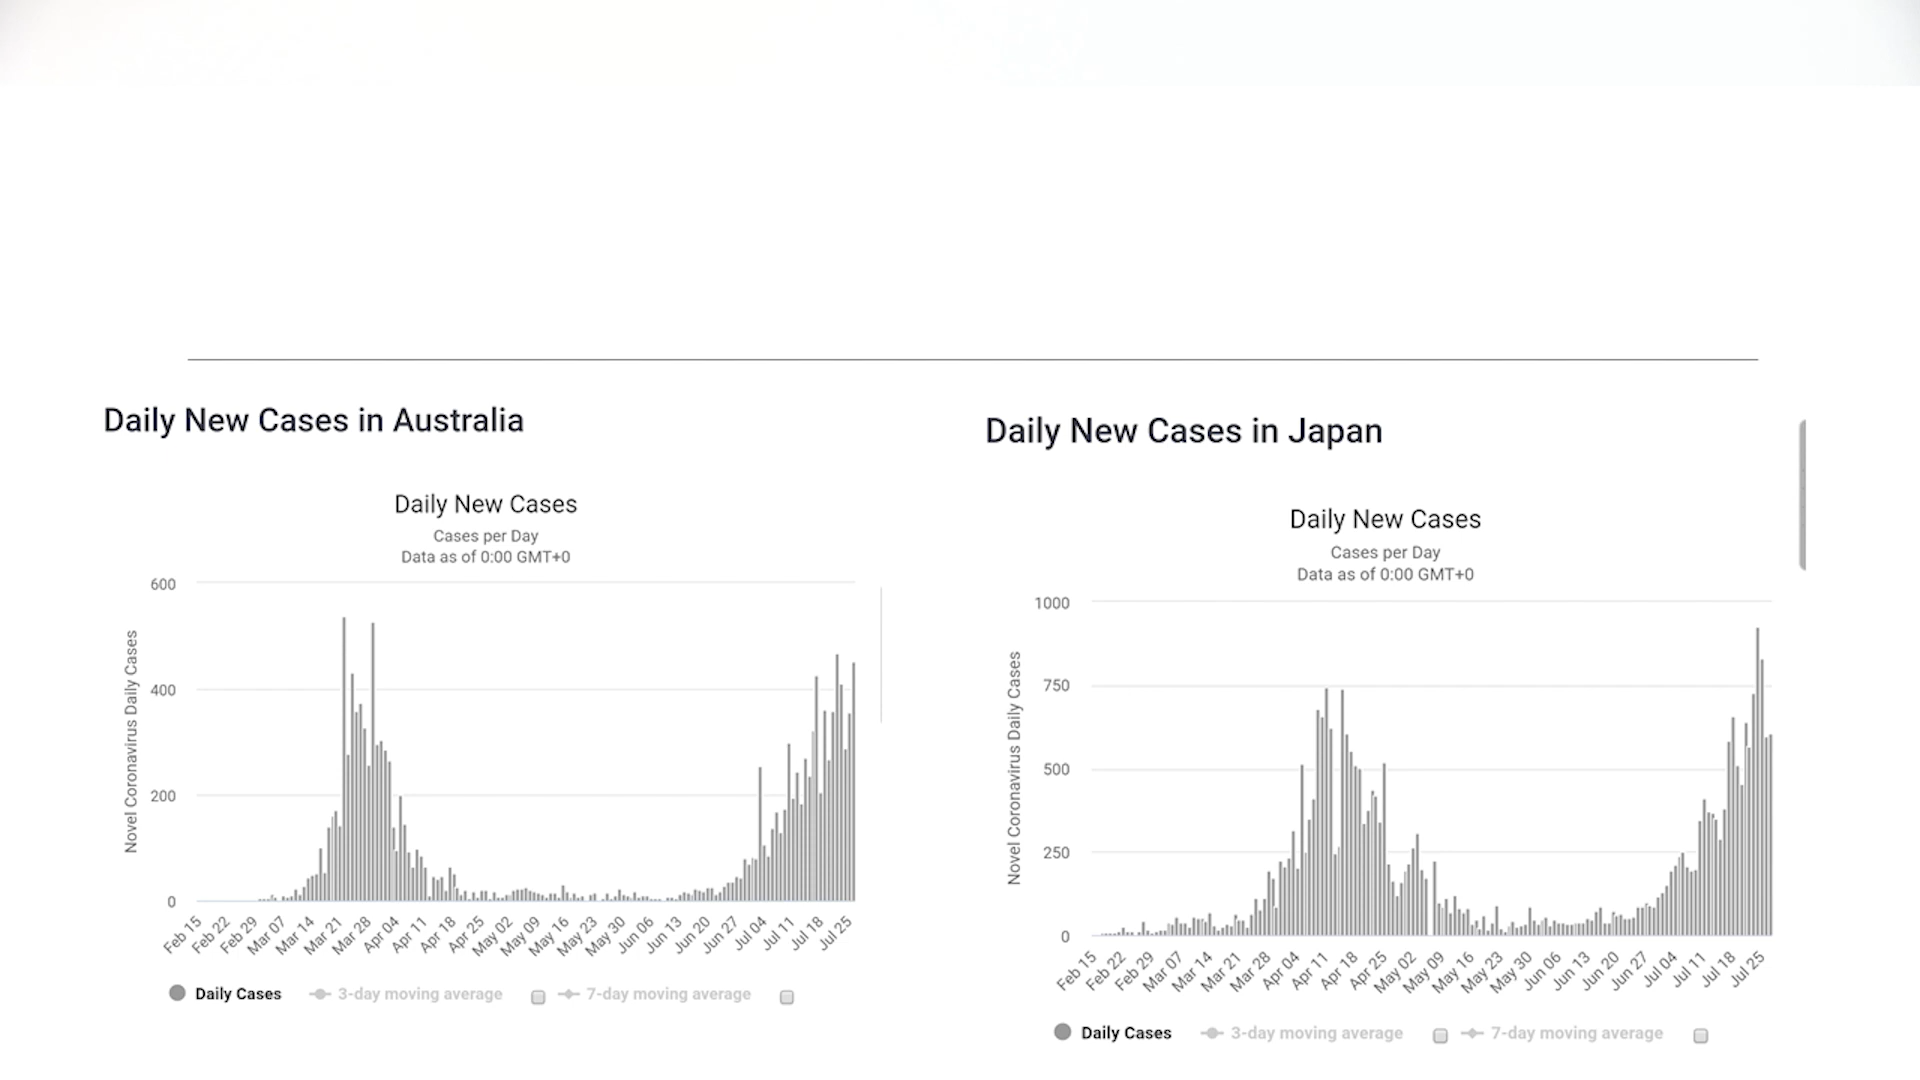 Daily New Cases in Australia
Daily New Cases
Cases per Day
Data as of 0:00 GMT+0
Novel Coronavirus Daily Cases
600
400
200
0
Feb 15
Feb 22
Feb 29
Mar 07
Mar 14
Mar 21
Mar 28
Apr 04
Apr 11
Apr 18
Apr 25
May 02
May 09
May 16
May 23
May 30
Jun 06
Jun 13
Jun 20
Jun 27
Jul 04
Jul 11
Jul 18
Jul 25
Daily Cases
3-day moving average
7-day moving average
Daily New Cases in Japan
Daily New Cases
Cases per Day
Data as of 0:00 GMT+0
Novel Coronavirus Daily Cases
1000
750
500
250
0
Feb 15
Feb 22
Feb 29
Mar 07
Mar 14
Mar 21
Mar 28
Apr 04
Apr 11
Apr 18
Apr 25
May 02
May 09
May 16
May 23
May 30
Jun 06
Jun 13
Jun 20
Jun 27
Jul 04
Jul 11
Jul 18
Jul 25
Daily Cases
3-day moving average
7-day moving average